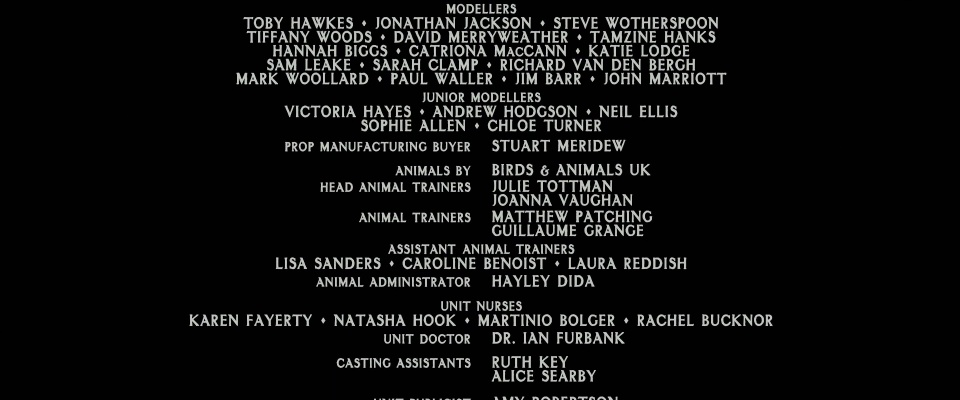 MODELLERS
TOBY HAWKES ♦ JONATHAN JACKSON ♦ STEVE WOTHERSPOON
TIFFANY WOODS ♦ DAVID MERRYWEATHER ♦ TAMZINE HANKS
HANNAH BIGGS ♦ CATRIONA MacCANN ♦ KATIE LODGE
SAM LEAKE ♦ SARAH CLAMP ♦ RICHARD VAN DEN BERGH
MARK WOOLLARD ♦ PAUL WALLER ♦ JIM BARR ♦ JOHN MARRIOTT
JUNIOR MODELLERS
VICTORIA HAYES ♦ ANDREW HODGSON ♦ NEIL ELLIS
SOPHIE ALLEN ♦ CHLOE TURNER
PROP MANUFACTURING BUYER STUART MERIDEW
ANIMALS BY BIRDS & ANIMALS UK
HEAD ANIMAL TRAINERS JULIE TOTTMAN
JOANNA VAUGHAN
ANIMAL TRAINERS MATTHEW PATCHING
GUILLAUME GRANGE
ASSISTANT ANIMAL TRAINERS
LISA SANDERS ♦ CAROLINE BENOIST ♦ LAURA REDDISH
ANIMAL ADMINISTRATOR HAYLEY DIDA
UNIT NURSES
KAREN FAYERTY ♦ NATASHA HOOK ♦ MARTINIO BOLGER ♦ RACHEL BUCKNOR
UNIT DOCTOR DR. IAN FURBANK
CASTING ASSISTANTS RUTH KEY
ALICE SEARBY
UNIT PUBLICIST AMY ROBERTSON